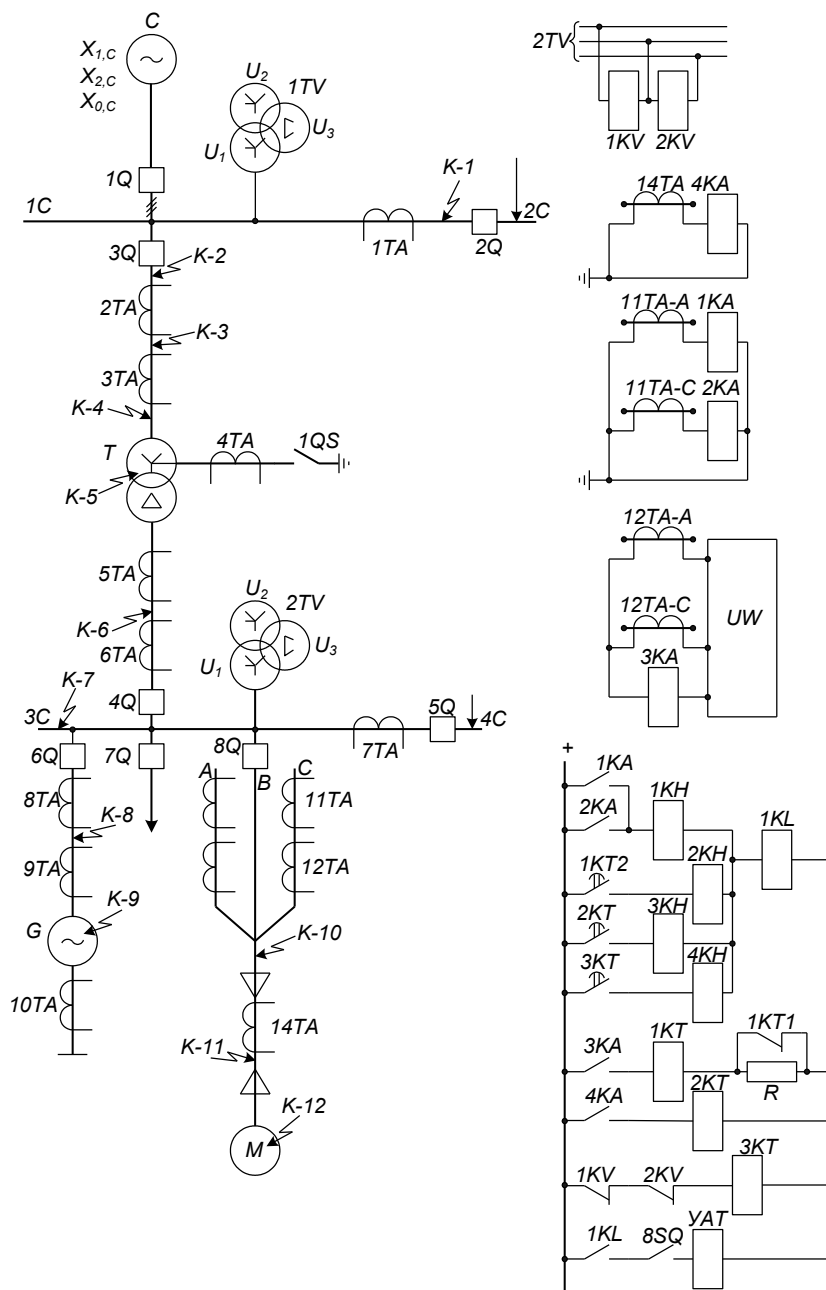 C
X1,C
X2,C
X0,C
U2
1TV
U3
U1
1Q
K-1
1C
2C
1TA
2Q
3Q
K-2
2TA
K-3
3TA
K-4
T
4TA
1QS
K-5
5TA
K-6
6TA
U2
2TV
U3
U1
K-7
4Q
3C
5Q
4C
6Q
7Q
8Q
7TA
A
B
C
8TA
11TA
K-8
9TA
12TA
K-9
G
K-10
10TA
14TA
K-11
K-12
M
2TV
1KV
2KV
14TA
4KA
11TA-A
1KA
11TA-C
2KA
12TA-A
12TA-C
UW
3KA
+
1KA
1KH
2KA
1KL
1KT2
2KH
2KT
3KH
3KT
4KH
3KA
1KT
1KT1
R
4KA
2KT
3KT
1KV
2KV
1KL
8SQ
УАТ